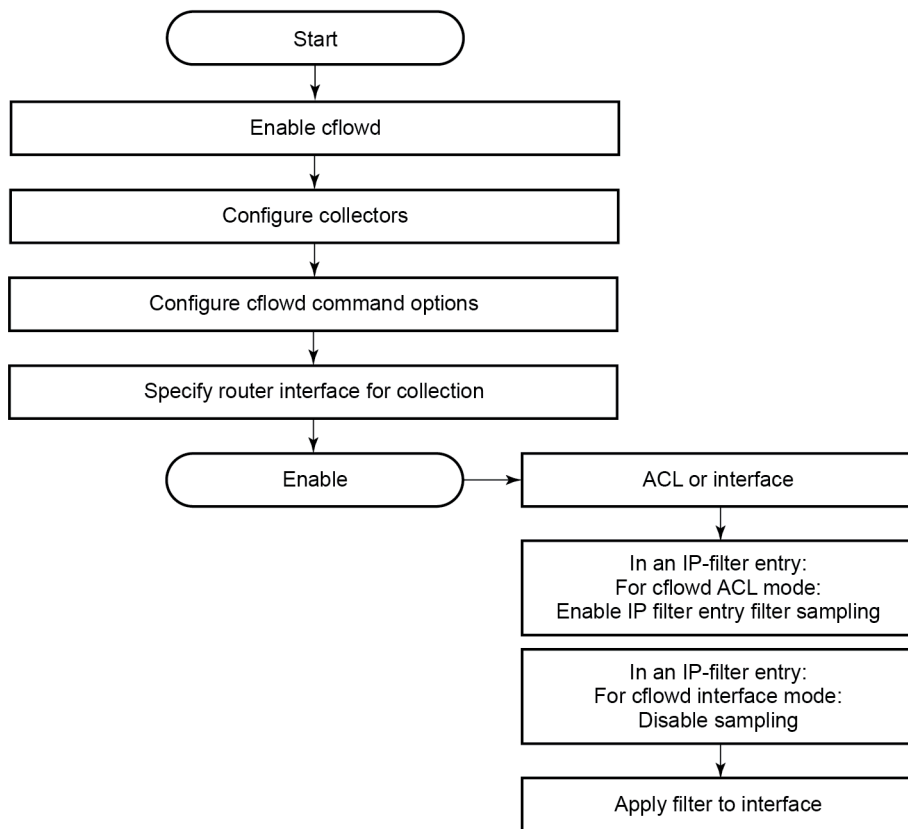 Start
Enable cflowd
Configure collectors
Configure cflowd command options
Specify router interface for collection
Enable
ACL or interface
In an IP-filter entry:
For cflowd ACL mode:
Enable IP filter entry filter sampling
In an IP-filter entry:
For cflowd interface mode:
Disable sampling
Apply filter to interface